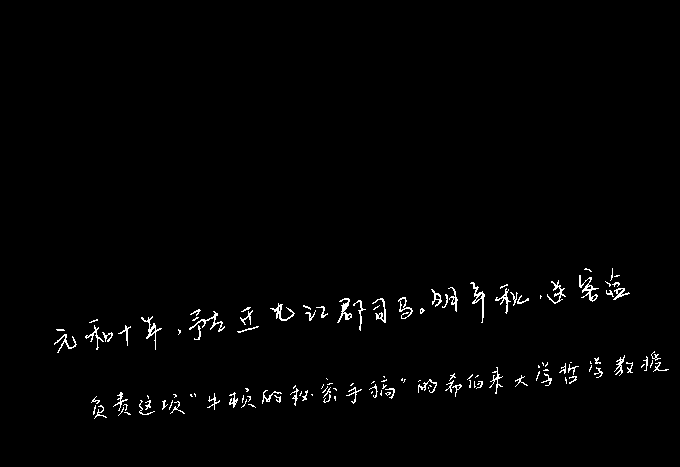 元和十年，予左迁九江郡司马。明年秋，送客湓
负责这项“牛顿的秘密手稿”的希伯来大学哲学教授